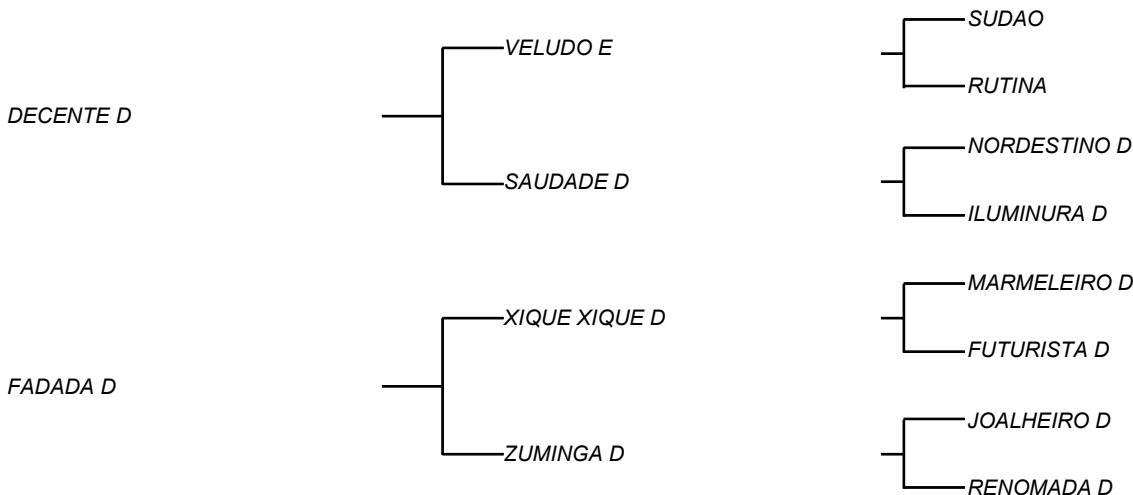 SUDAO
VELUDO E
RUTINA
DECENTE D
NORDESTINO D
SAUDADE D
ILUMINURA D
MARMELEIRO D
XIQUE XIQUE D
FUTURISTA D
FADADA D
JOALHEIRO D
ZUMINGA D
RENOMADA D